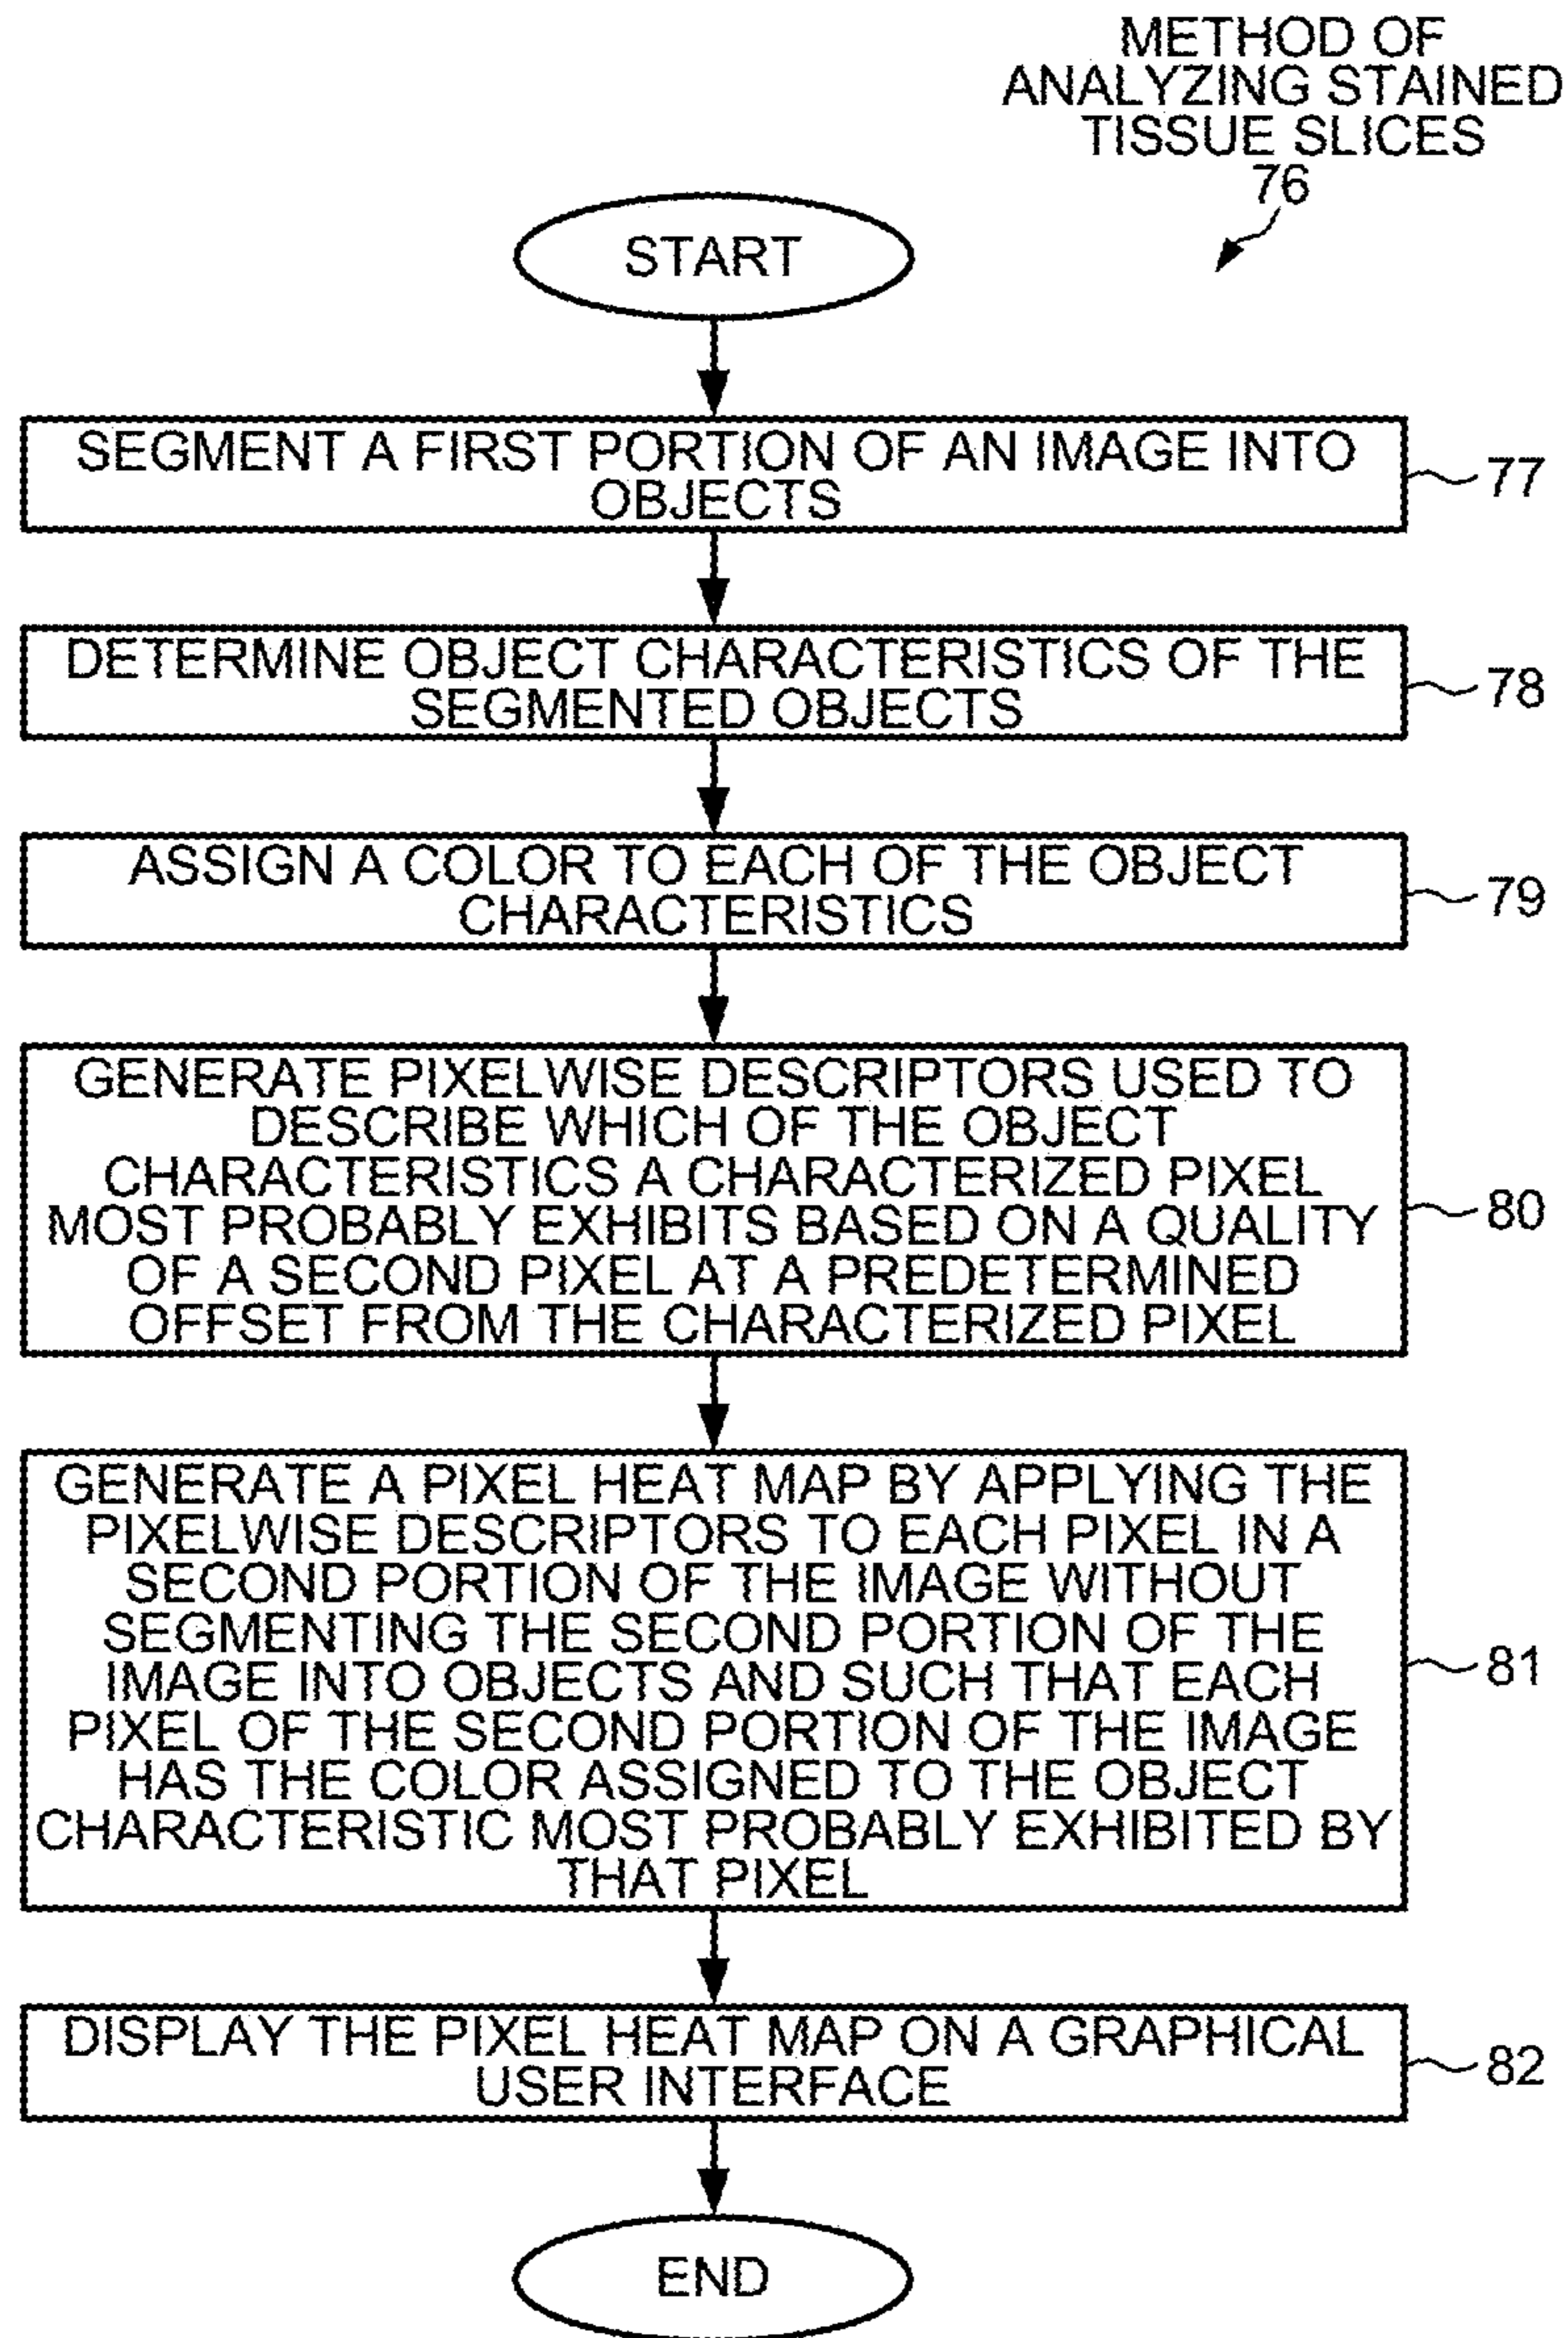 METHOD OF
ANALYZING STAINED
TISSUE SLICES
76
START
SEGMENT A FIRST PORTION OF AN IMAGE INTO
OBJECTS
77
DETERMINE OBJECT CHARACTERISTICS OF THE
SEGMENTED OBJECTS
78
ASSIGN A COLOR TO EACH OF THE OBJECT
CHARACTERISTICS
79
GENERATE PIXELWISE DESCRIPTORS USED TO
DESCRIBE WHICH OF THE OBJECT
CHARACTERISTICS A CHARACTERIZED PIXEL
MOST PROBABLY EXHIBITS BASED ON A QUALITY
OF A SECOND PIXEL AT A PREDETERMINED
OFFSET FROM THE CHARACTERIZED PIXEL
80
GENERATE A PIXEL HEAT MAP BY APPLYING THE
PIXELWISE DESCRIPTORS TO EACH PIXEL IN A
SECOND PORTION OF THE IMAGE WITHOUT
SEGMENTING THE SECOND PORTION OF THE
IMAGE INTO OBJECTS AND SUCH THAT EACH
PIXEL OF THE SECOND PORTION OF THE IMAGE
HAS THE COLOR ASSIGNED TO THE OBJECT
CHARACTERISTIC MOST PROBABLY EXHIBITED BY
THAT PIXEL
81
DISPLAY THE PIXEL HEAT MAP ON A GRAPHICAL
USER INTERFACE
82
END